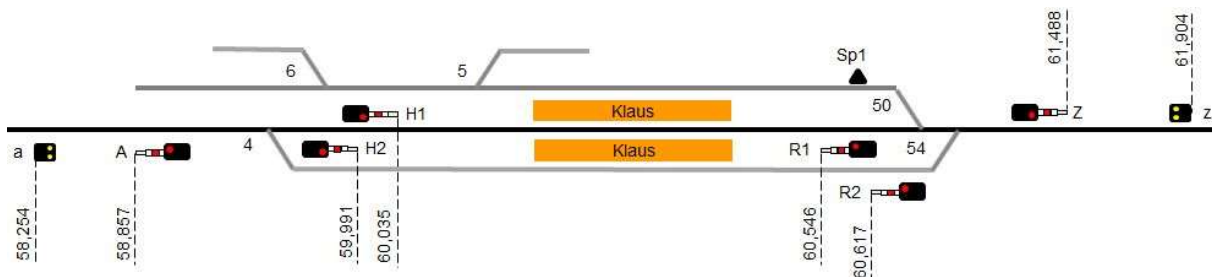 61,488
61,904
Sp1
6
5
50
H1
Klaus
Z
z
a
A
4
H2
Klaus
R1
54
R2
58,254
58,857
59,991
60,035
60,546
60,617